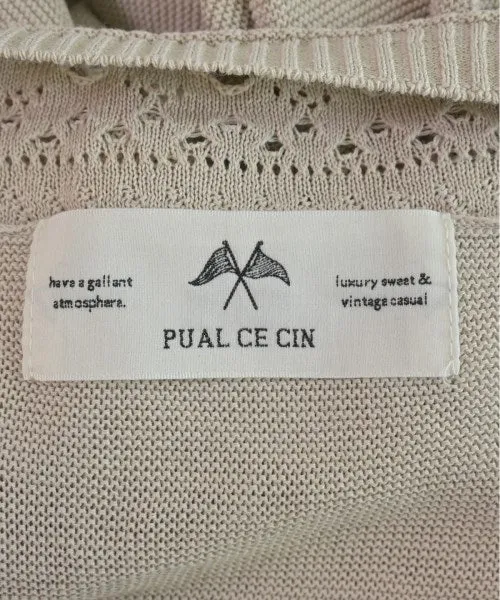 have a gallant
atmosphere.
luxury sweet &
vintage casual
PUAL CE CIN